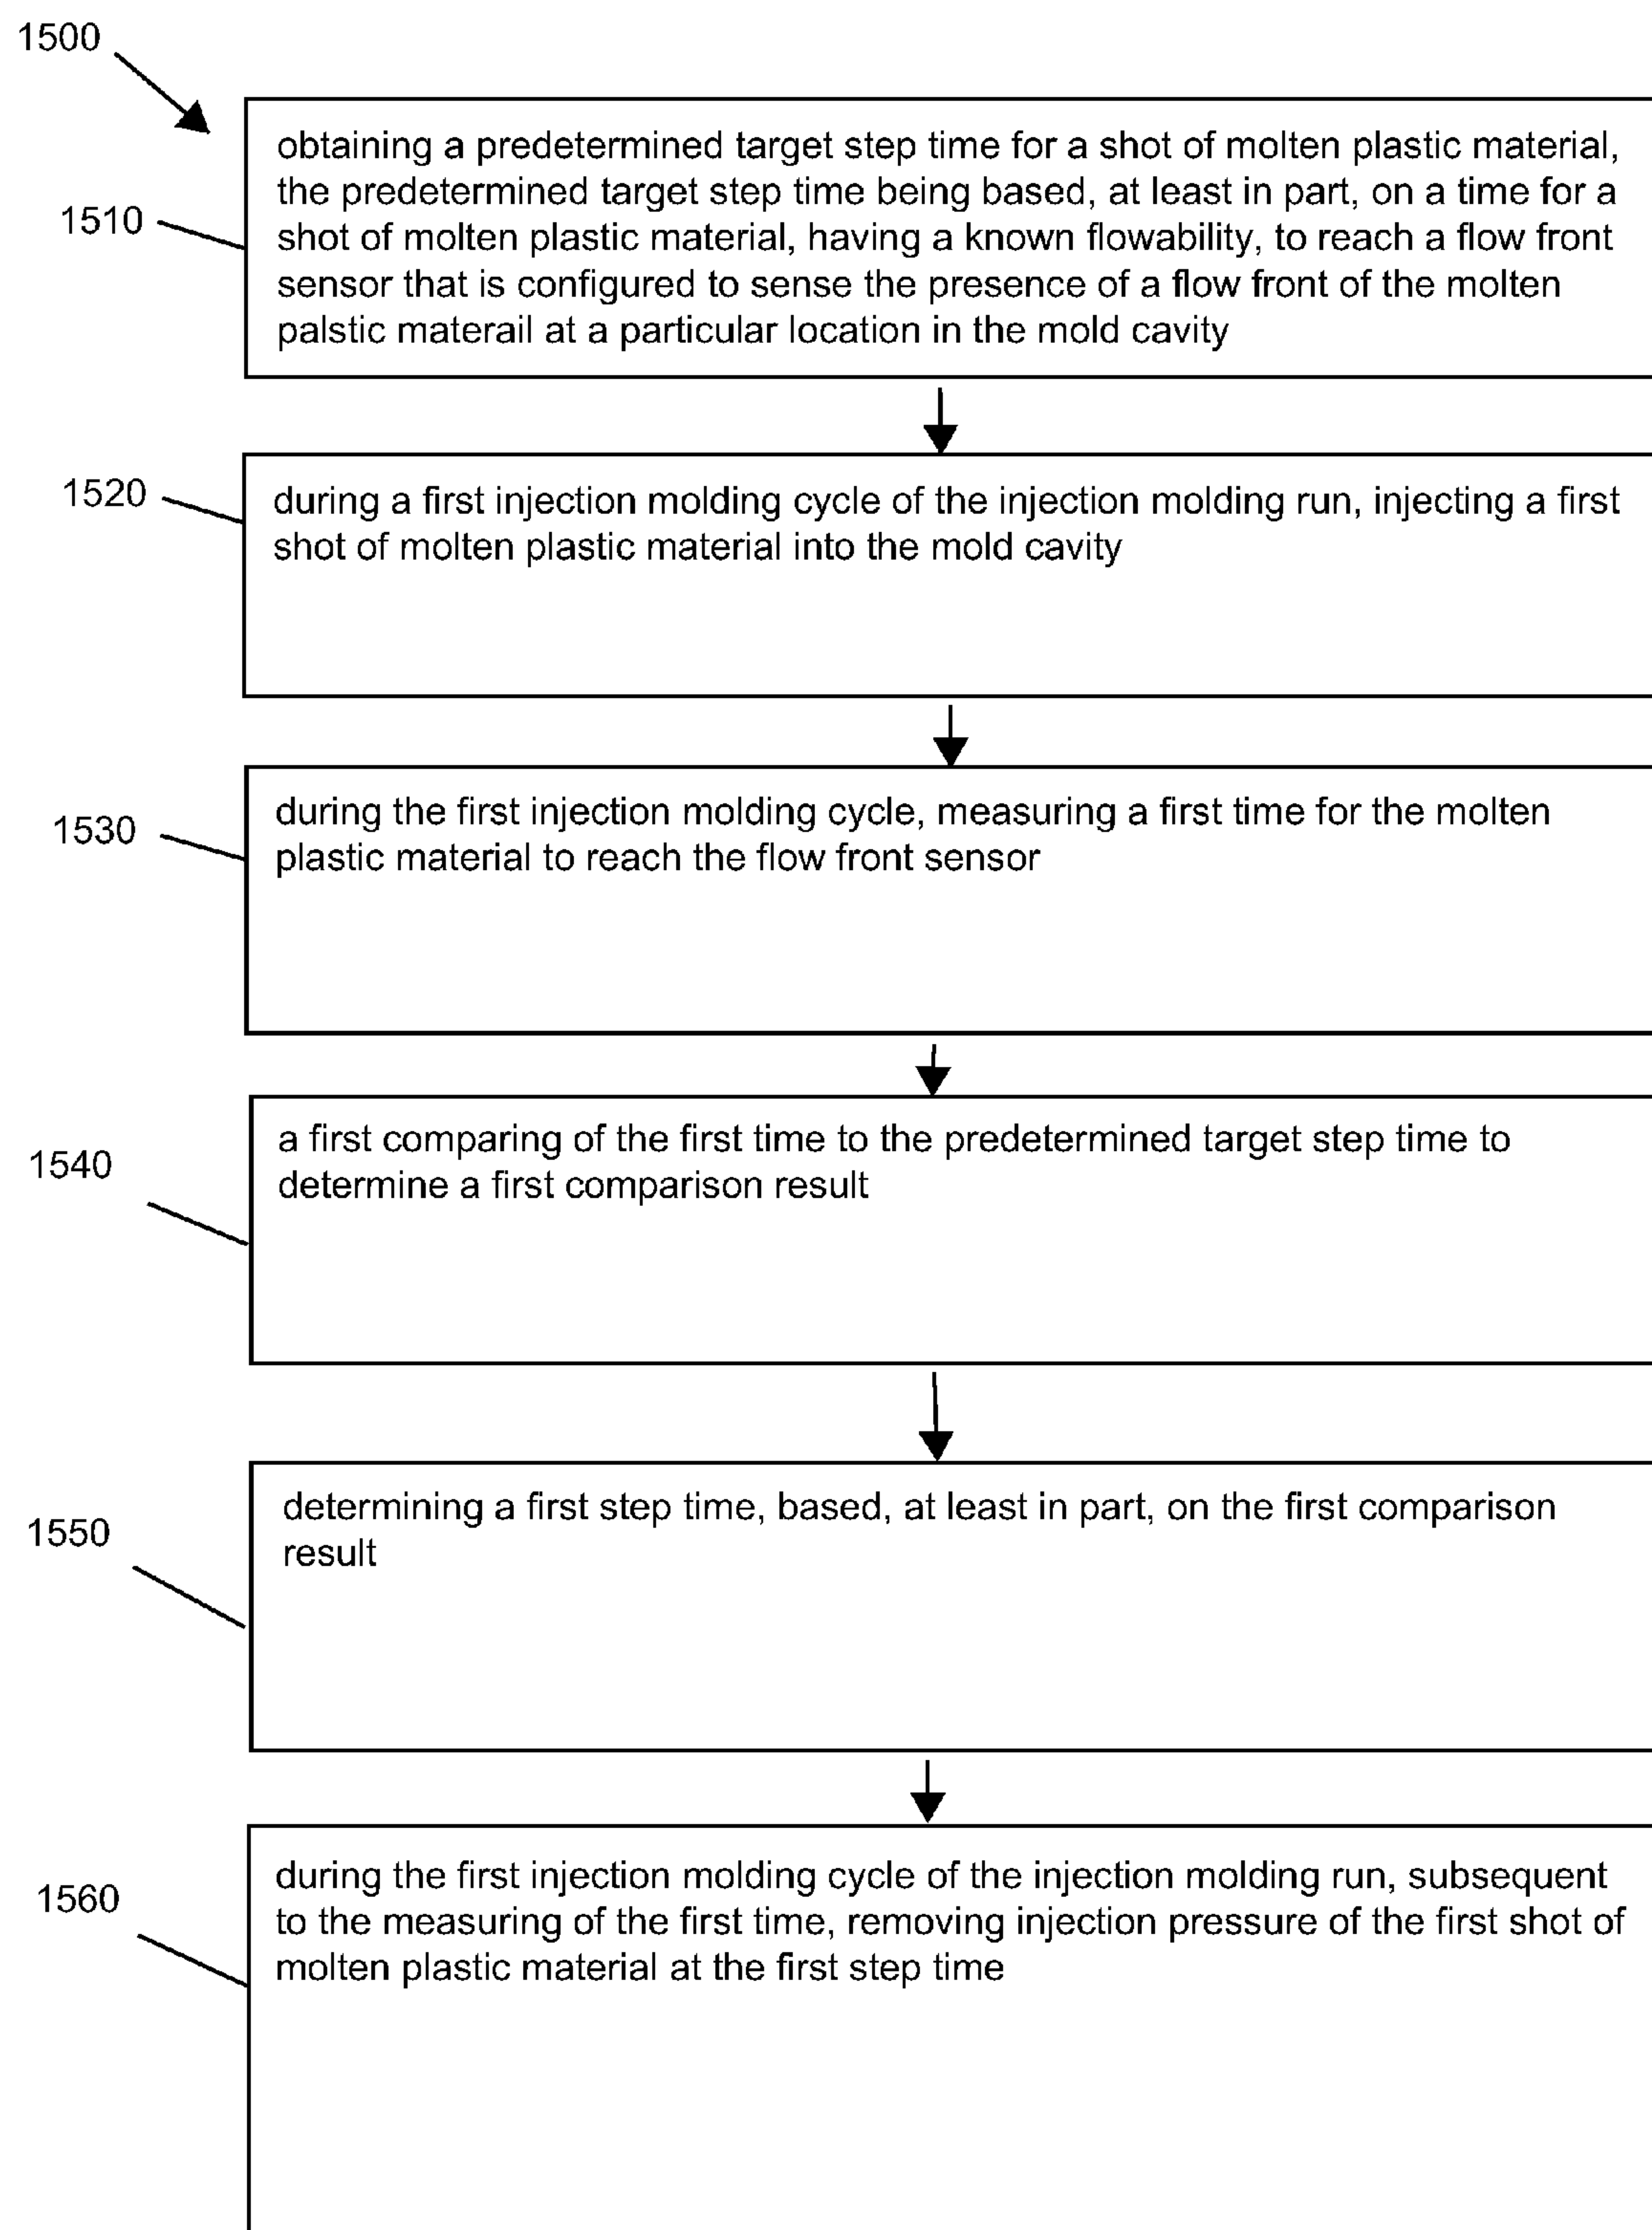 1500
obtaining a predetermined target step time for a shot of molten plastic material,
the predetermined target step time being based, at least in part, on a time for a
shot of molten plastic material, having a known flowability, to reach a flow front
sensor that is configured to sense the presence of a flow front of the molten
palstic materail at a particular location in the mold cavity
1510
during a first injection molding cycle of the injection molding run, injecting a first
shot of molten plastic material into the mold cavity
1520
during the first injection molding cycle, measuring a first time for the molten
plastic material to reach the flow front sensor
1530
a first comparing of the first time to the predetermined target step time to
determine a first comparison result
1540
determining a first step time, based, at least in part, on the first comparison
result
1550
during the first injection molding cycle of the injection molding run, subsequent
to the measuring of the first time, removing injection pressure of the first shot of
molten plastic material at the first step time
1560